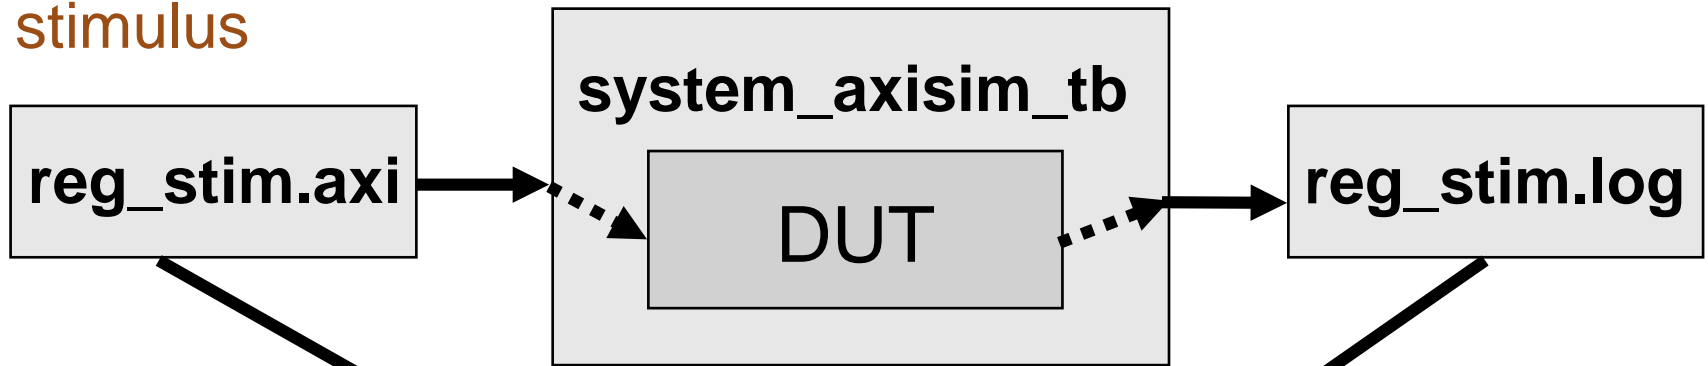 stimulus
system_axisim_tb
reg_stim.axi
DUT
reg_stim.log